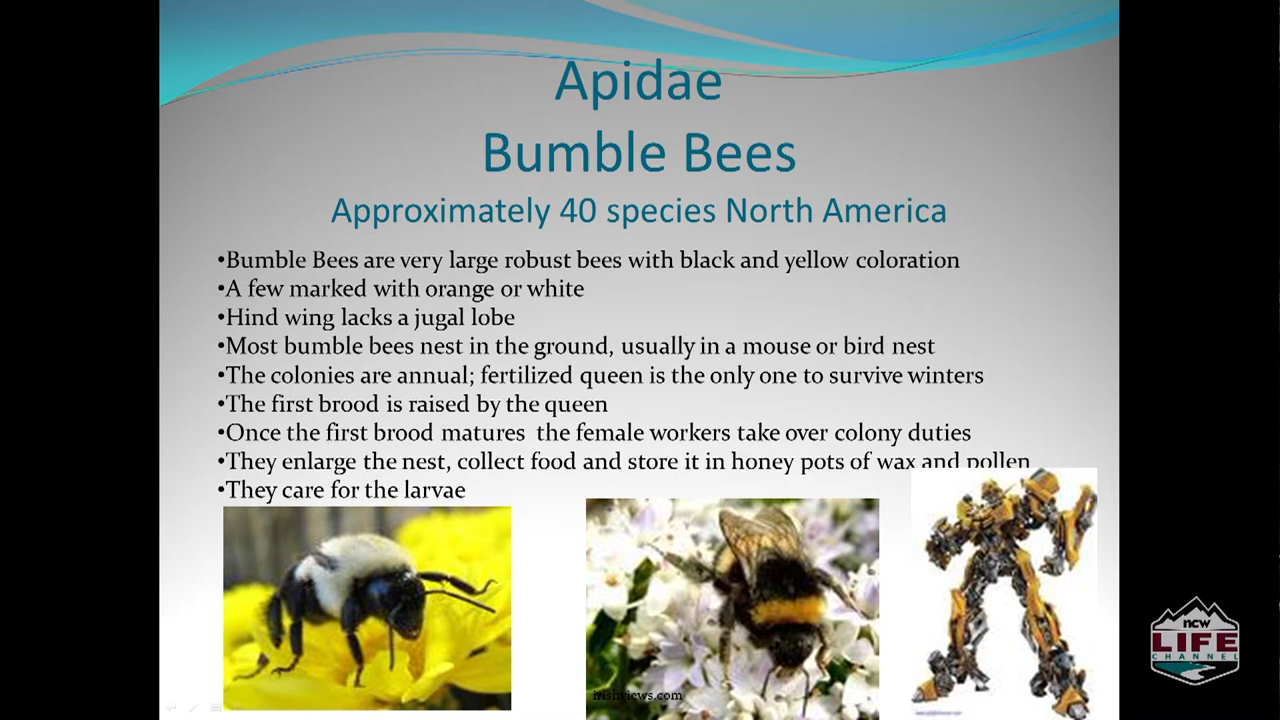 Apidae
Bumble Bees
Approximately 40 species North America
•Bumble Bees are very large robust bees with black and yellow coloration
•A few marked with orange or white
•Hind wing lacks a jugal lobe
•Most bumble bees nest in the ground, usually in a mouse or bird nest
•The colonies are annual; fertilized queen is the only one to survive winters
•The first brood is raised by the queen
•Once the first brood matures the female workers take over colony duties
•They enlarge the nest, collect food and store it in honey pots of wax and pollen
•They care for the larvae
irishviews.com
ncw
LIFE
CHANNEL